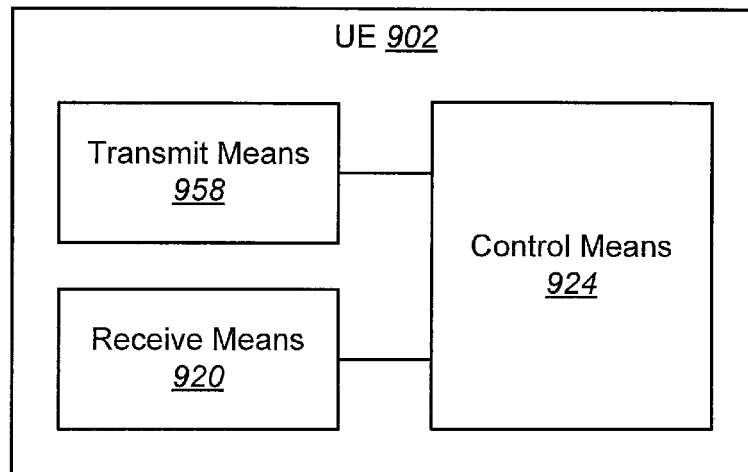 UE 902
Transmit Means
958
Control Means
924
Receive Means
920